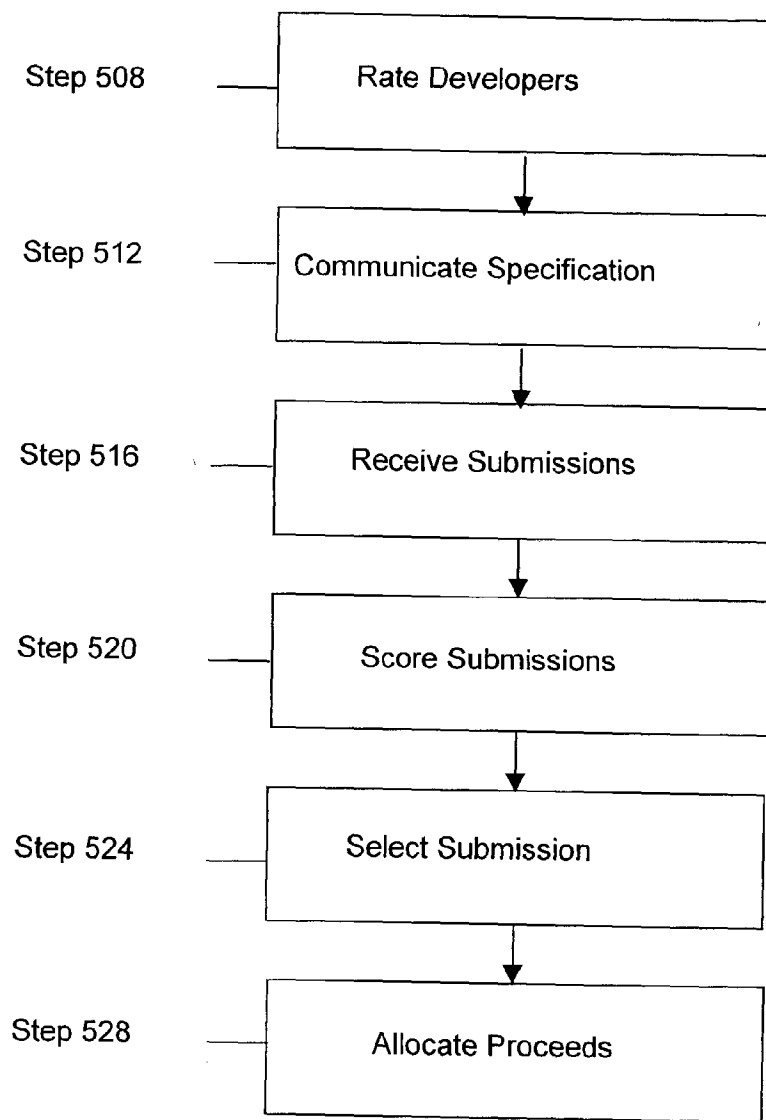 Step 508 Rate Developers
Step 512 Communicate Specification
Step 516 Receive Submissions
Step 520 Score Submissions
Step 524 Select Submission
Step 528 Allocate Proceeds